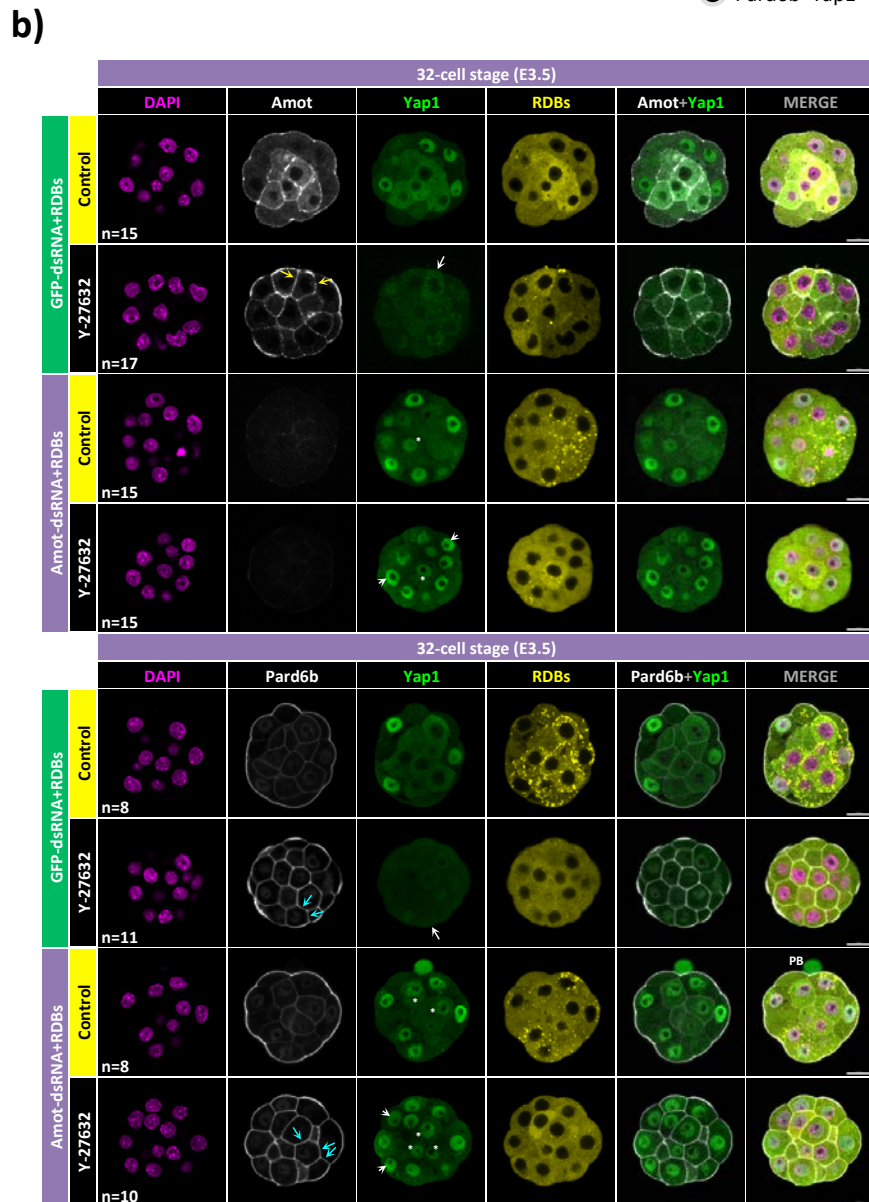 Pard6b Yap1
b)
32-cell stage (E3.5)
DAPI Amot Yap1 RDBs Amot+Yap1 MERGE
GFP-dsRNA+RDBs
Control
n=15
Y-27632
n=17
Amot-dsRNA+RDBs
Control
*
n=15
Y-27632
*
n=15
32-cell stage (E3.5)
DAPI Pard6b Yap1 RDBs Pard6b+Yap1 MERGE
GFP-dsRNA+RDBs
Control
n=8
Y-27632
n=11
Amot-dsRNA+RDBs
Control
PB
* *
n=8
Y-27632
* * *
n=10